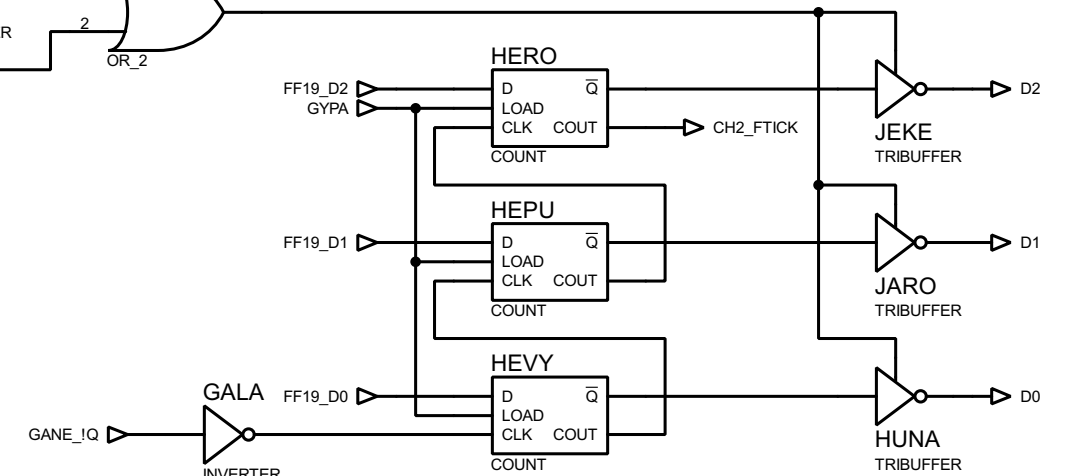 R
2
OR_2
HERO
FF19_D2
D
Q
D2
GYPA
LOAD
CLK
COUT
CH2_FTICK
COUNT
JEKE
TRIBUFFER
HEPU
FF19_D1
D
Q
D1
LOAD
CLK
COUT
COUNT
JARO
TRIBUFFER
HEVY
GALA
FF19_D0
D
Q
D0
LOAD
GANE_!Q
CLK
COUT
HUNA
COUNT
TRIBUFFER
INVERTER